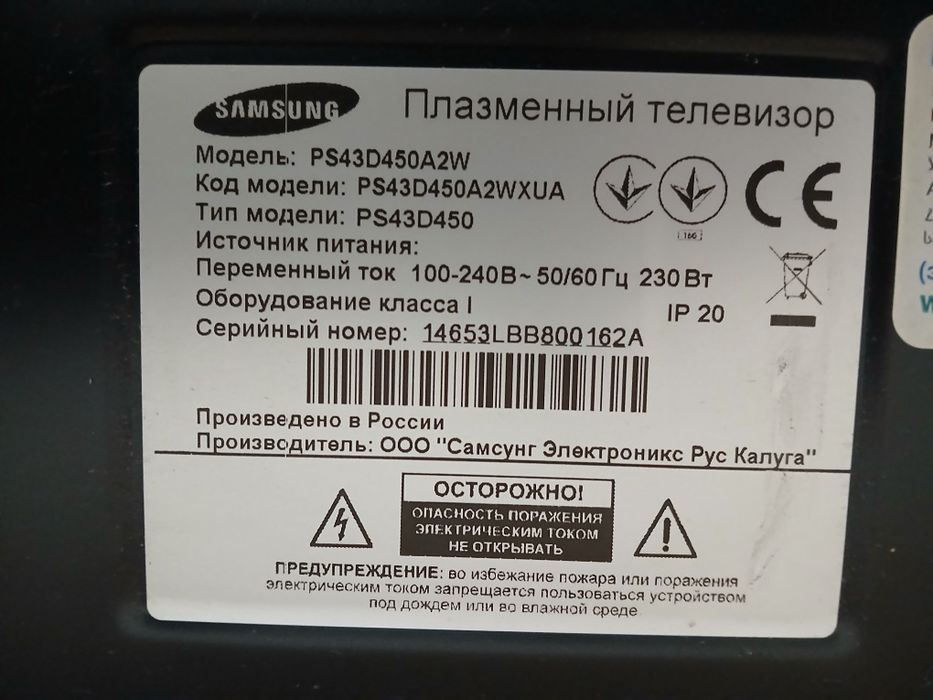 SAMSUNG Плазменный телевизор
Модель: PS43D450A2W
Код модели: PS43D450A2WXUA
Тип модели: PS43D450
Источник питания:
Переменный ток 100-240В~ 50/60 Гц 230 Вт
Оборудование класса I IP 20
Серийный номер: 14653LBB800162A
Произведено в России
Производитель: ООО "Самсунг Электроникс Рус Калуга"
ОСТОРОЖНО!
ОПАСНОСТЬ ПОРАЖЕНИЯ
ЭЛЕКТРИЧЕСКИМ ТОКОМ
НЕ ОТКРЫВАТЬ
ПРЕДУПРЕЖДЕНИЕ: во избежание пожара или поражения
электрическим током запрещается пользоваться устройством
под дождем или во влажной среде
CE